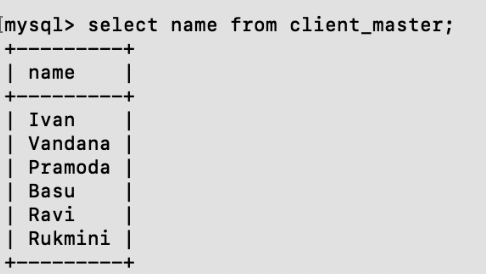 [mysql> select name from client_master;
+---------+
| name    |
+---------+
| Ivan    |
| Vandana |
| Pramoda |
| Basu    |
| Ravi    |
| Rukmini |
+---------+